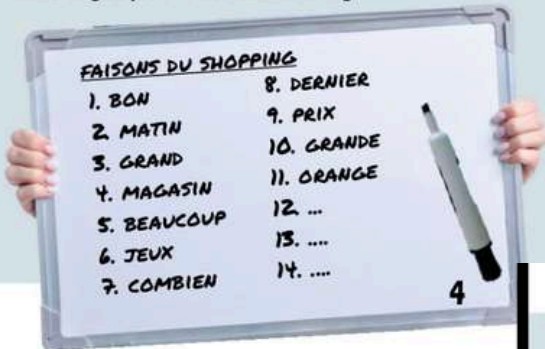 FAISONS DU SHOPPING
1. BON
2. MATIN
3. GRAND
4. MAGASIN
5. BEAUCOUP
6. JEUX
7. COMBIEN
8. DERNIER
9. PRIX
10. GRANDE
11. ORANGE
12. ...
13. ....
14. ....
4